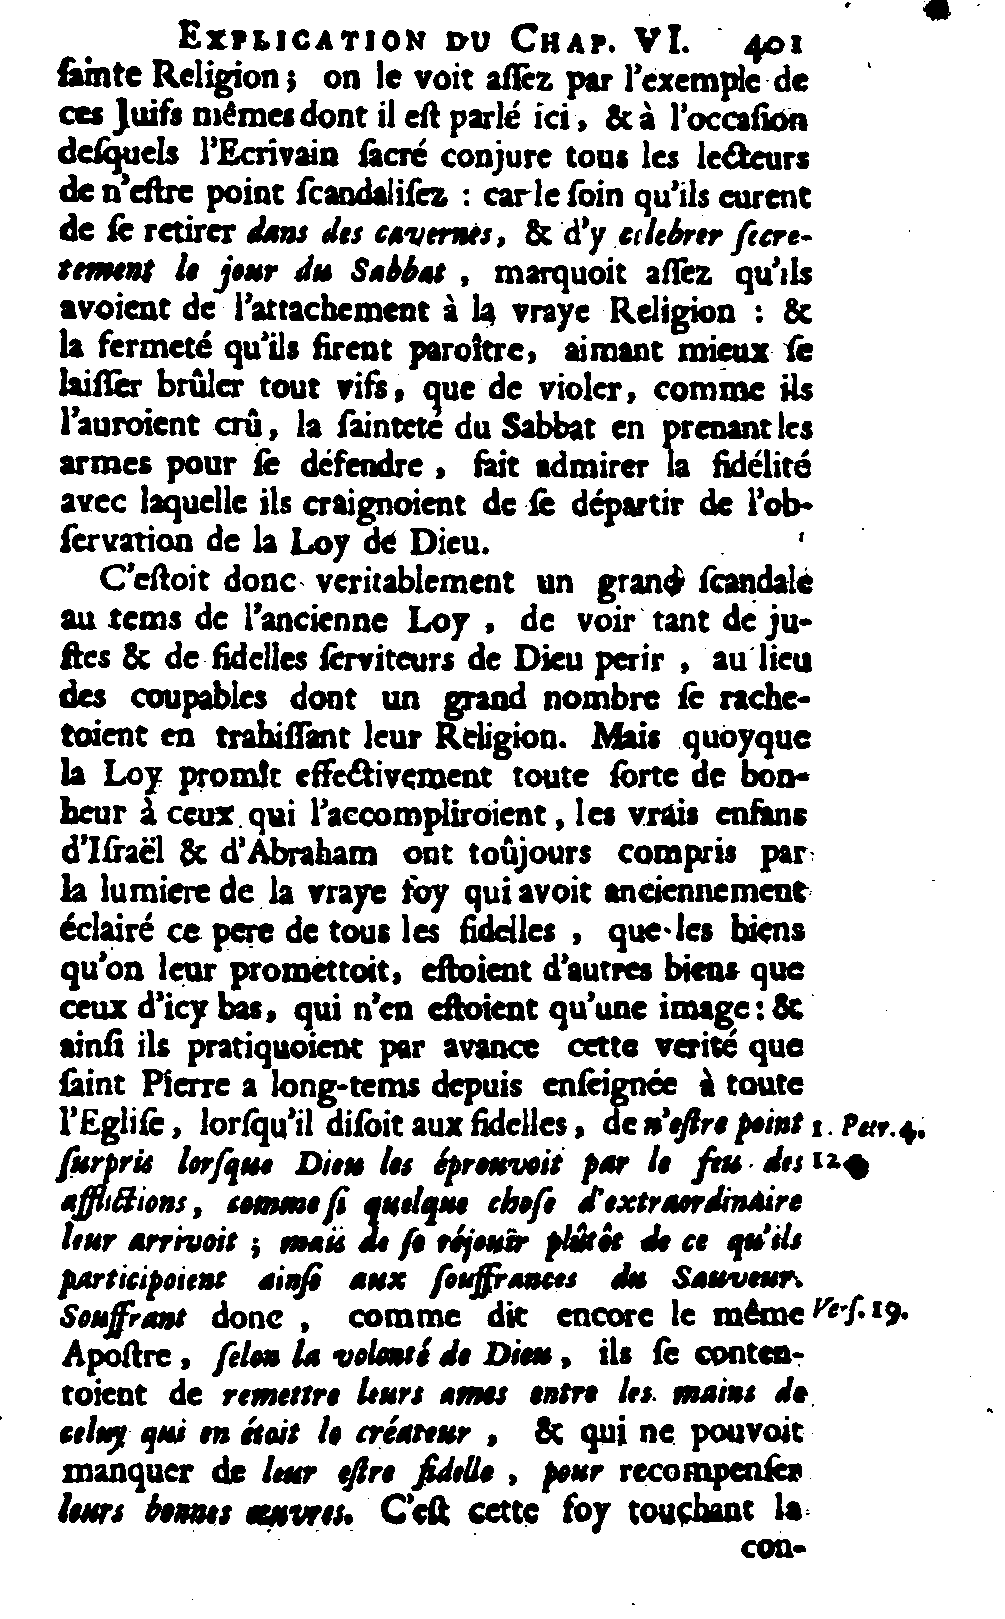 EXPLICATION DU CHAP. VI. 401
ſainte Religion; on le voit aſſez par l'exemple de
ces Juifs mêmes dont il eſt parlé ici, & à l'occaſion
deſquels l'Ecrivain ſacré conjure tous les lecteurs
de n'eſtre point ſcandaliſez : car le ſoin qu'ils eurent
de ſe retirer dans des cavernes, & d'y celebrer ſecre-
tement le jour du Sabbat, marquoit aſſez qu'ils
avoient de l'attachement à la vraye Religion : &
la fermeté qu'ils firent paroître, aimant mieux ſe
laiſſer brûler tout vifs, que de violer, comme ils
l'auroient crû, la ſainteté du Sabbat en prenant les
armes pour ſe défendre, fait admirer la fidélité
avec laquelle ils craignoient de ſe départir de l'ob-
ſervation de la Loy de Dieu.
C'eſtoit donc veritablement un grand ſcandale
au tems de l'ancienne Loy, de voir tant de ju-
ſtes & de fidelles ſerviteurs de Dieu perir, au lieu
des coupables dont un grand nombre ſe rache-
toient en trahiſſant leur Religion. Mais quoyque
la Loy promît effectivement toute ſorte de bon-
heur à ceux qui l'accompliroient, les vrais enfans
d'Iſraël & d'Abraham ont toûjours compris par
la lumiere de la vraye foy qui avoit anciennement
éclairé ce pere de tous les fidelles, que les biens
qu'on leur promettoit, eſtoient d'autres biens que
ceux d'icy bas, qui n'en eſtoient qu'une image: &
ainſi ils pratiquoient par avance cette verité que
ſaint Pierre a long-tems depuis enſeignée à toute
l'Egliſe, lorſqu'il diſoit aux fidelles, de n'eſtre point 1. Petr. 4.
ſurpris lorſque Dieu les éprouvoit par le feu des 12.
afflictions, comme ſi quelque choſe d'extraordinaire
leur arrivoit; mais de ſe réjouïr plûtôt de ce qu'ils
participoient ainſi aux ſouffrances du Sauveur.
Souffrant donc, comme dit encore le même Verſ. 19.
Apoſtre, ſelon la volonté de Dieu, ils ſe conten-
toient de remettre leurs ames entre les mains de
celuy qui en étoit le créateur, & qui ne pouvoit
manquer de leur eſtre fidelle, pour recompenſer
leurs bonnes œuvres. C'eſt cette foy touchant la
con-